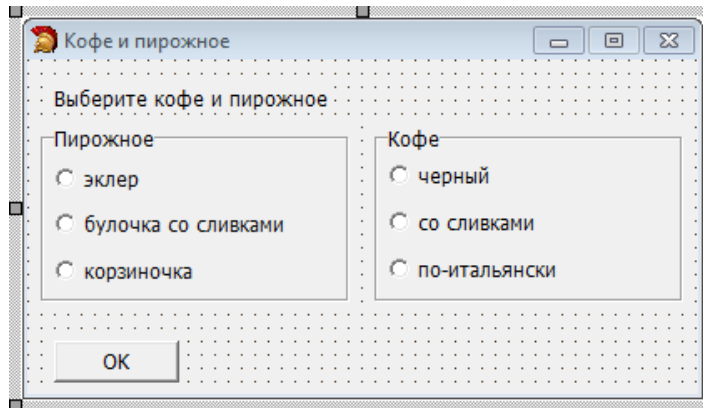 Кофе и пирожное
Выберите кофе и пирожное
Пирожное
эклер
булочка со сливками
корзиночка
Кофе
черный
со сливками
по-итальянски
OK